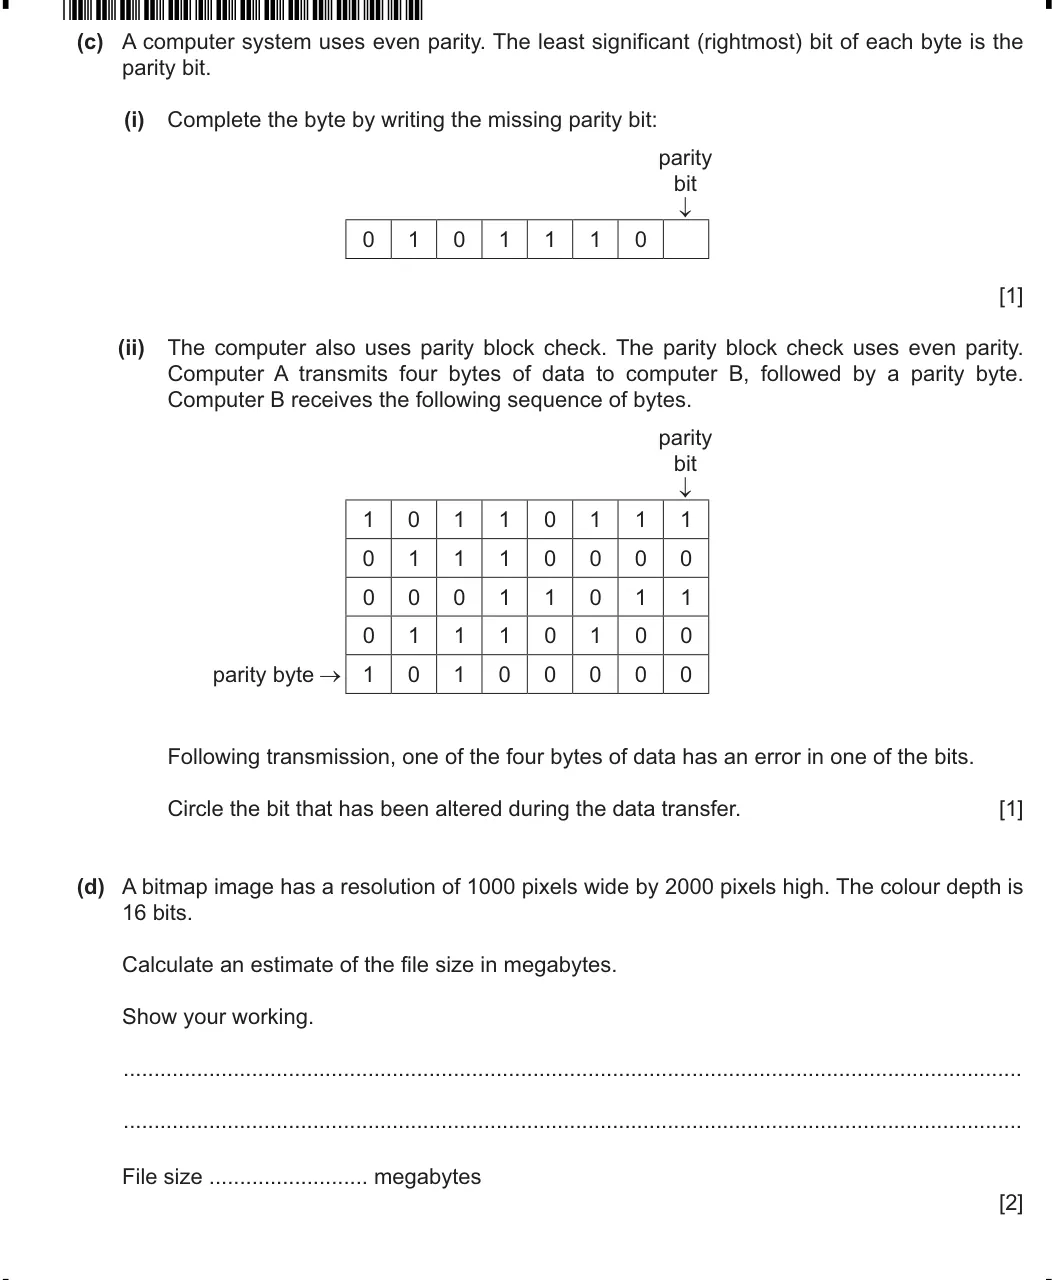 (c) A computer system uses even parity. The least significant (rightmost) bit of each byte is the
parity bit.
(i) Complete the byte by writing the missing parity bit:
parity
bit
↓
0 1 0 1 1 1 0
[1]
(ii) The computer also uses parity block check. The parity block check uses even parity.
Computer A transmits four bytes of data to computer B, followed by a parity byte.
Computer B receives the following sequence of bytes.
parity
bit
↓
1 0 1 1 0 1 1 1
0 1 1 1 0 0 0 0
0 0 0 1 1 0 1 1
0 1 1 1 0 1 0 0
parity byte → 1 0 1 0 0 0 0 0
Following transmission, one of the four bytes of data has an error in one of the bits.
Circle the bit that has been altered during the data transfer. [1]
(d) A bitmap image has a resolution of 1000 pixels wide by 2000 pixels high. The colour depth is
16 bits.
Calculate an estimate of the file size in megabytes.
Show your working.
File size .......................... megabytes
[2]